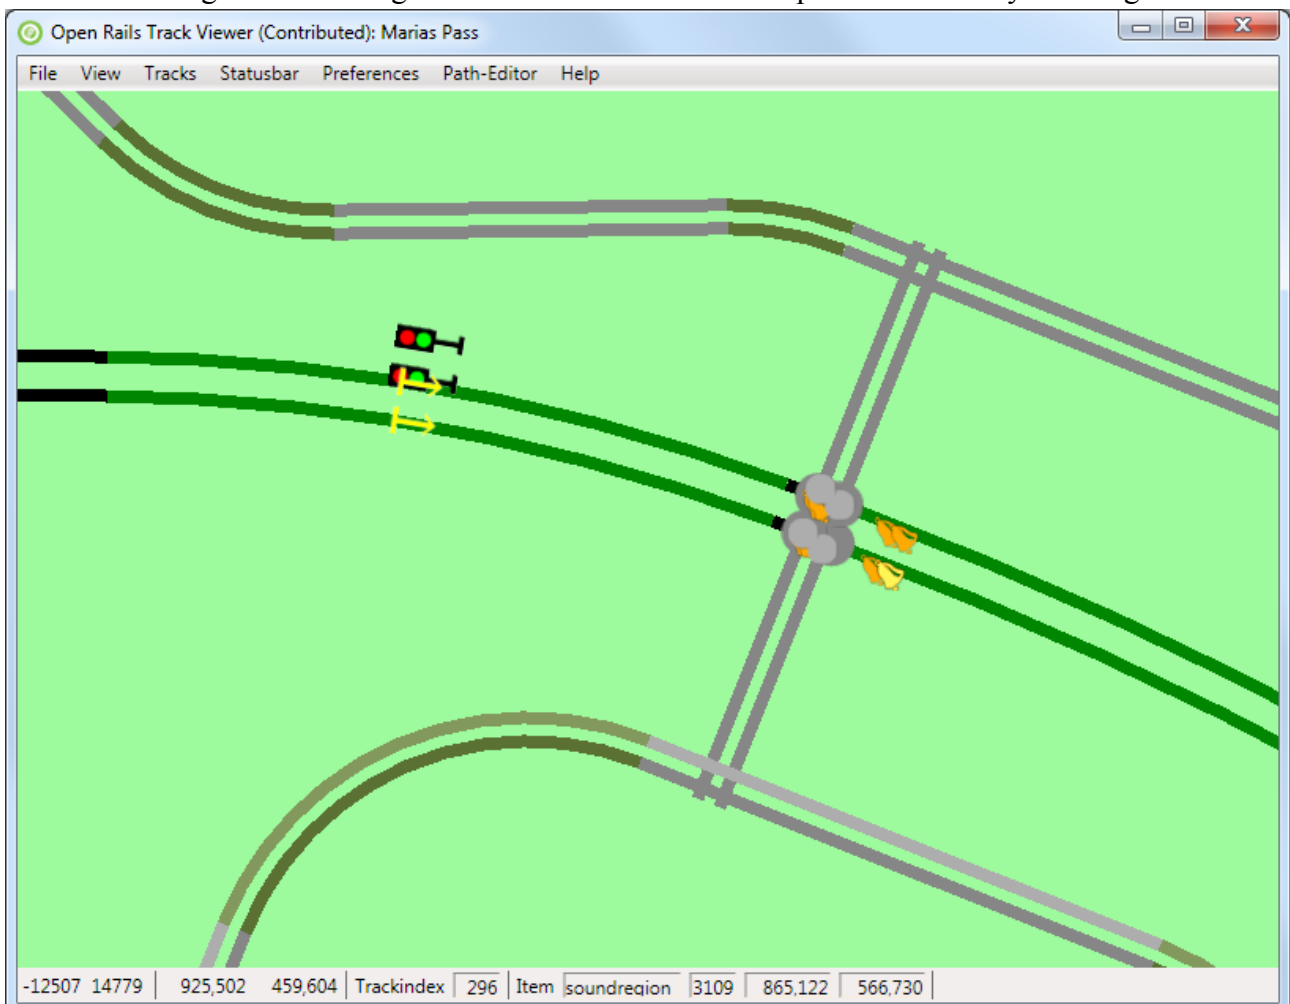 Open Rails Track Viewer (Contributed): Marias Pass
File View Tracks Statusbar Preferences Path-Editor Help
-12507 14779 925,502 459,604 Trackindex 296 Item soundregion 3109 865,122 566,730